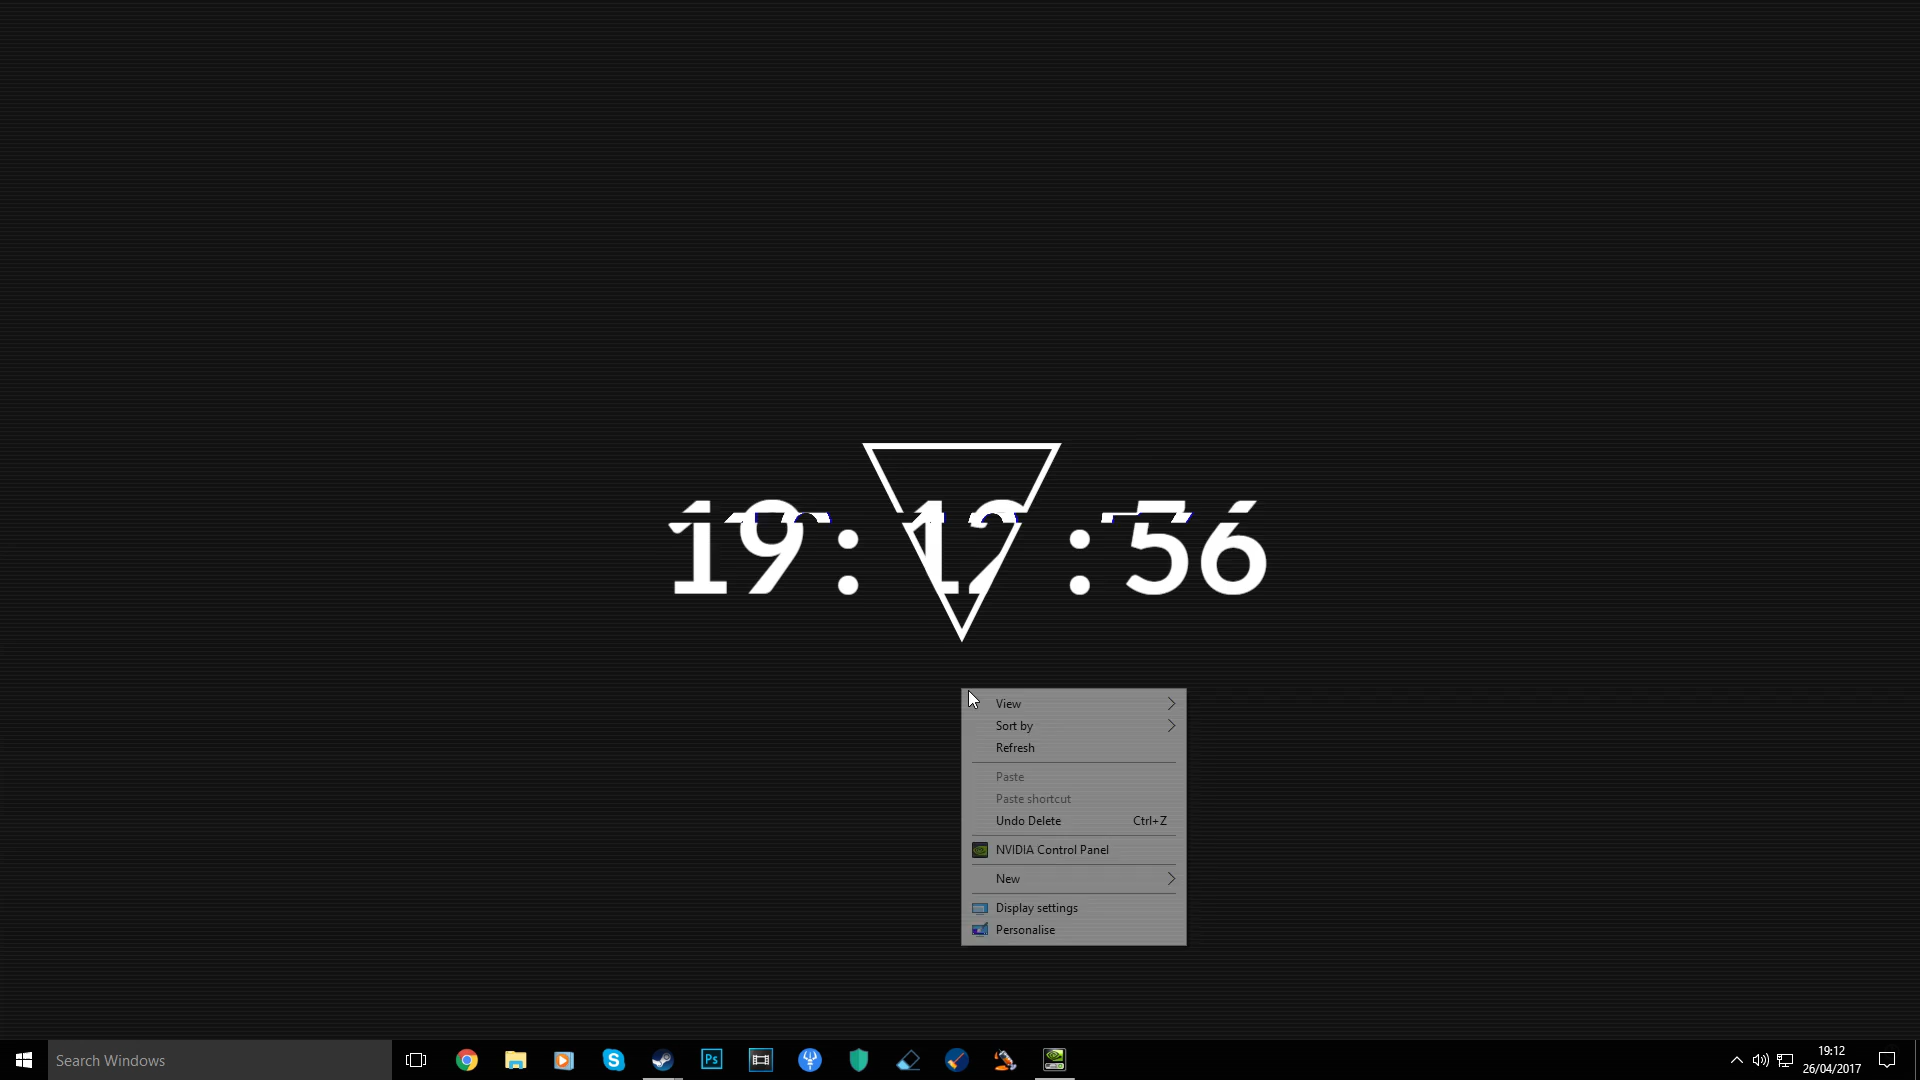 19:12:56
View
Sort by
Refresh
Paste
Paste shortcut
Undo Delete Ctrl+Z
NVIDIA Control Panel
New
Display settings
Personalise
Search Windows
S
Ps
19:12
26/04/2017